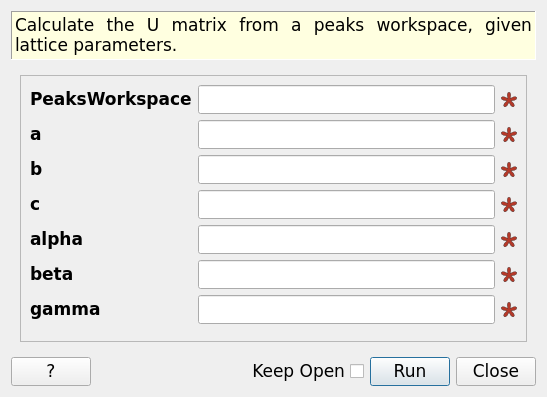 Calculate the U matrix from a peaks workspace, given
lattice parameters.
PeaksWorkspace
a
b
c
alpha
beta
gamma
? Keep Open Run Close